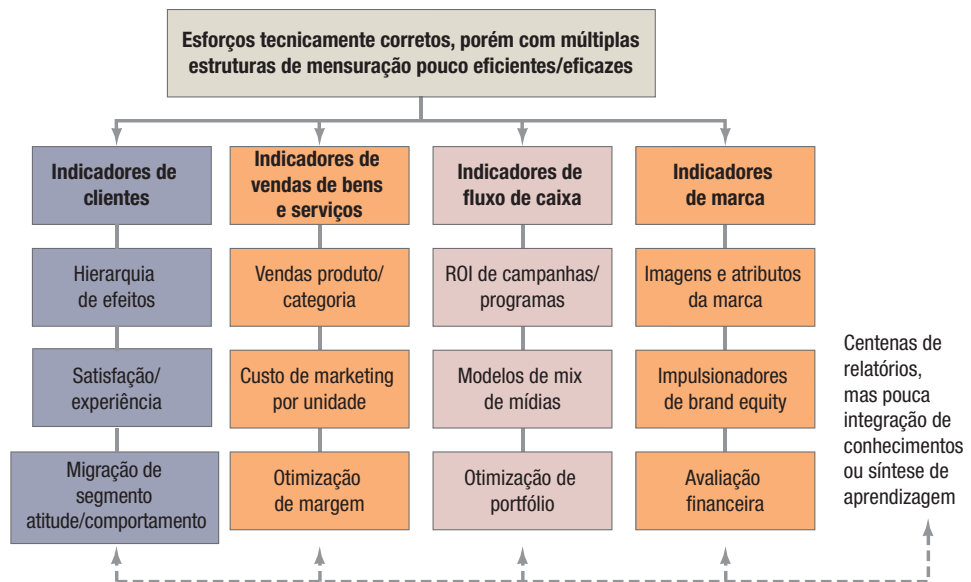 Esforços tecnicamente corretos, porém com múltiplas
estruturas de mensuração pouco eficientes/eficazes
Indicadores de
clientes
Hierarquia
de efeitos
Satisfação/
experiência
Migração de
segmento
atitude/comportamento
Indicadores de
vendas de bens
e serviços
Vendas produto/
categoria
Custo de marketing
por unidade
Otimização
de margem
Indicadores de
fluxo de caixa
ROI de campanhas/
programas
Modelos de mix
de mídias
Otimização de
portfólio
Indicadores
de marca
Imagens e atributos
da marca
Impulsionadores
de brand equity
Avaliação
financeira
Centenas de
relatórios,
mas pouca
integração de
conhecimentos
ou síntese de
aprendizagem